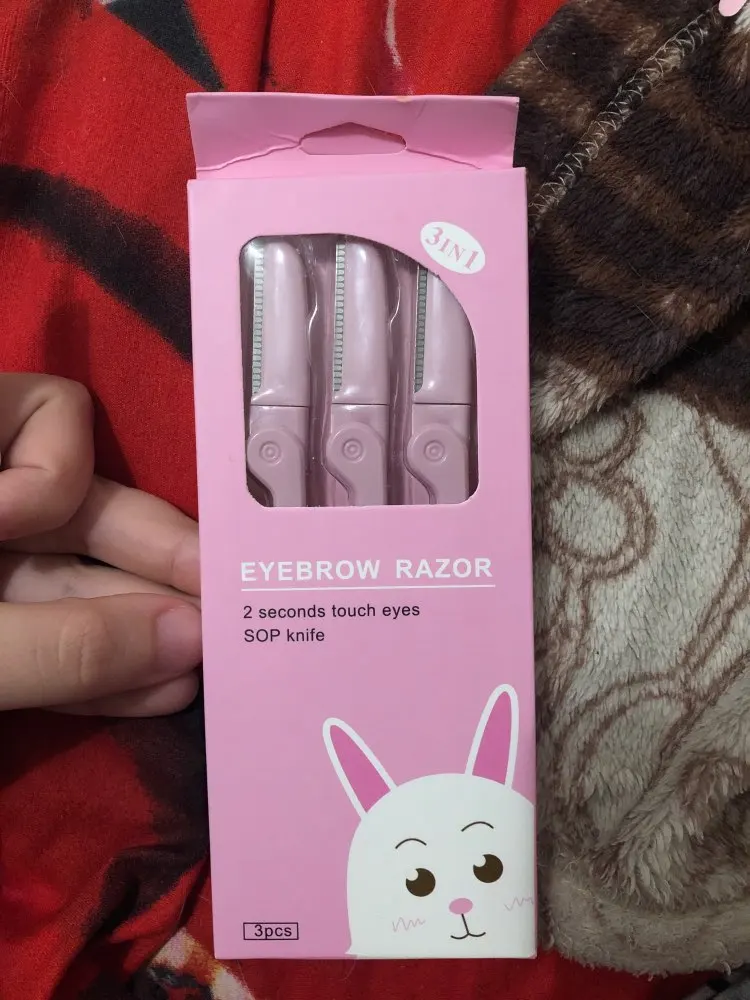 3IN1
EYEBROW RAZOR
2 seconds touch eyes
SOP knife
3pcs